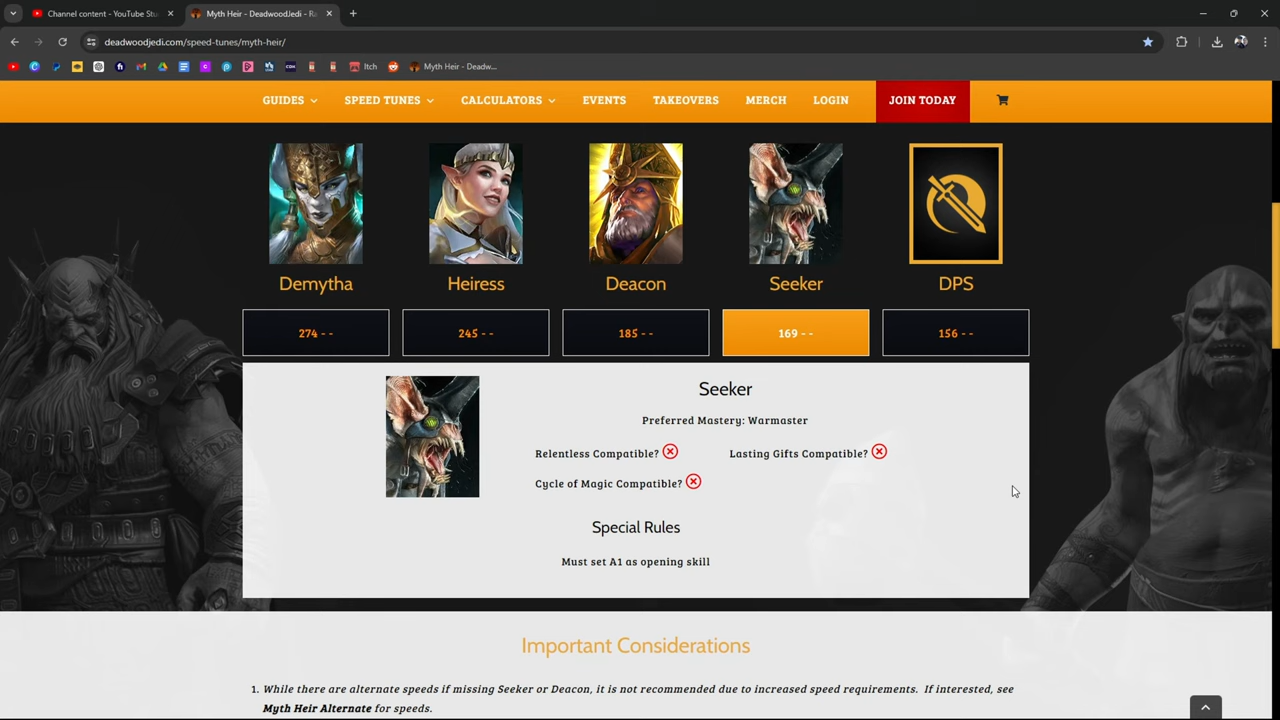 Channel content - YouTube Stu
Myth Heir - DeadwoodJedi - Ra
deadwoodjedi.com/speed-tunes/myth-heir/
Itch
Myth Heir - Deadw...
GUIDES SPEED TUNES CALCULATORS EVENTS TAKEOVERS MERCH LOGIN JOIN TODAY
Demytha Heiress Deacon Seeker DPS
274 - - 245 - - 185 - - 169 - - 156 - -
Seeker
Preferred Mastery: Warmaster
Relentless Compatible? Lasting Gifts Compatible?
Cycle of Magic Compatible?
Special Rules
Must set A1 as opening skill
Important Considerations
1. While there are alternate speeds if missing Seeker or Deacon, it is not recommended due to increased speed requirements. If interested, see
Myth Heir Alternate for speeds.